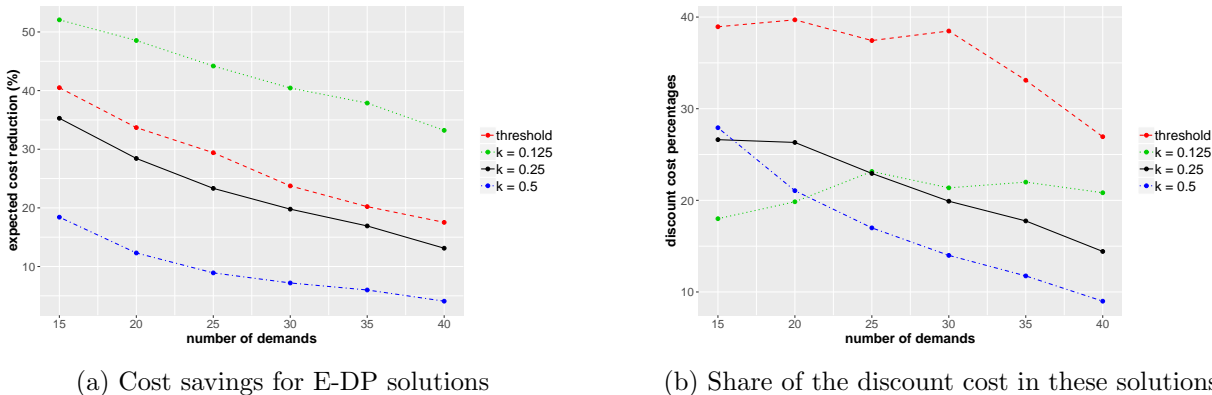 expected cost reduction (%)
50
40
30
20
10
15 20 25 30 35 40
number of demands
threshold
k = 0.125
k = 0.25
k = 0.5
(a) Cost savings for E-DP solutions
discount cost percentages
40
30
20
10
15 20 25 30 35 40
number of demands
threshold
k = 0.125
k = 0.25
k = 0.5
(b) Share of the discount cost in these solutions